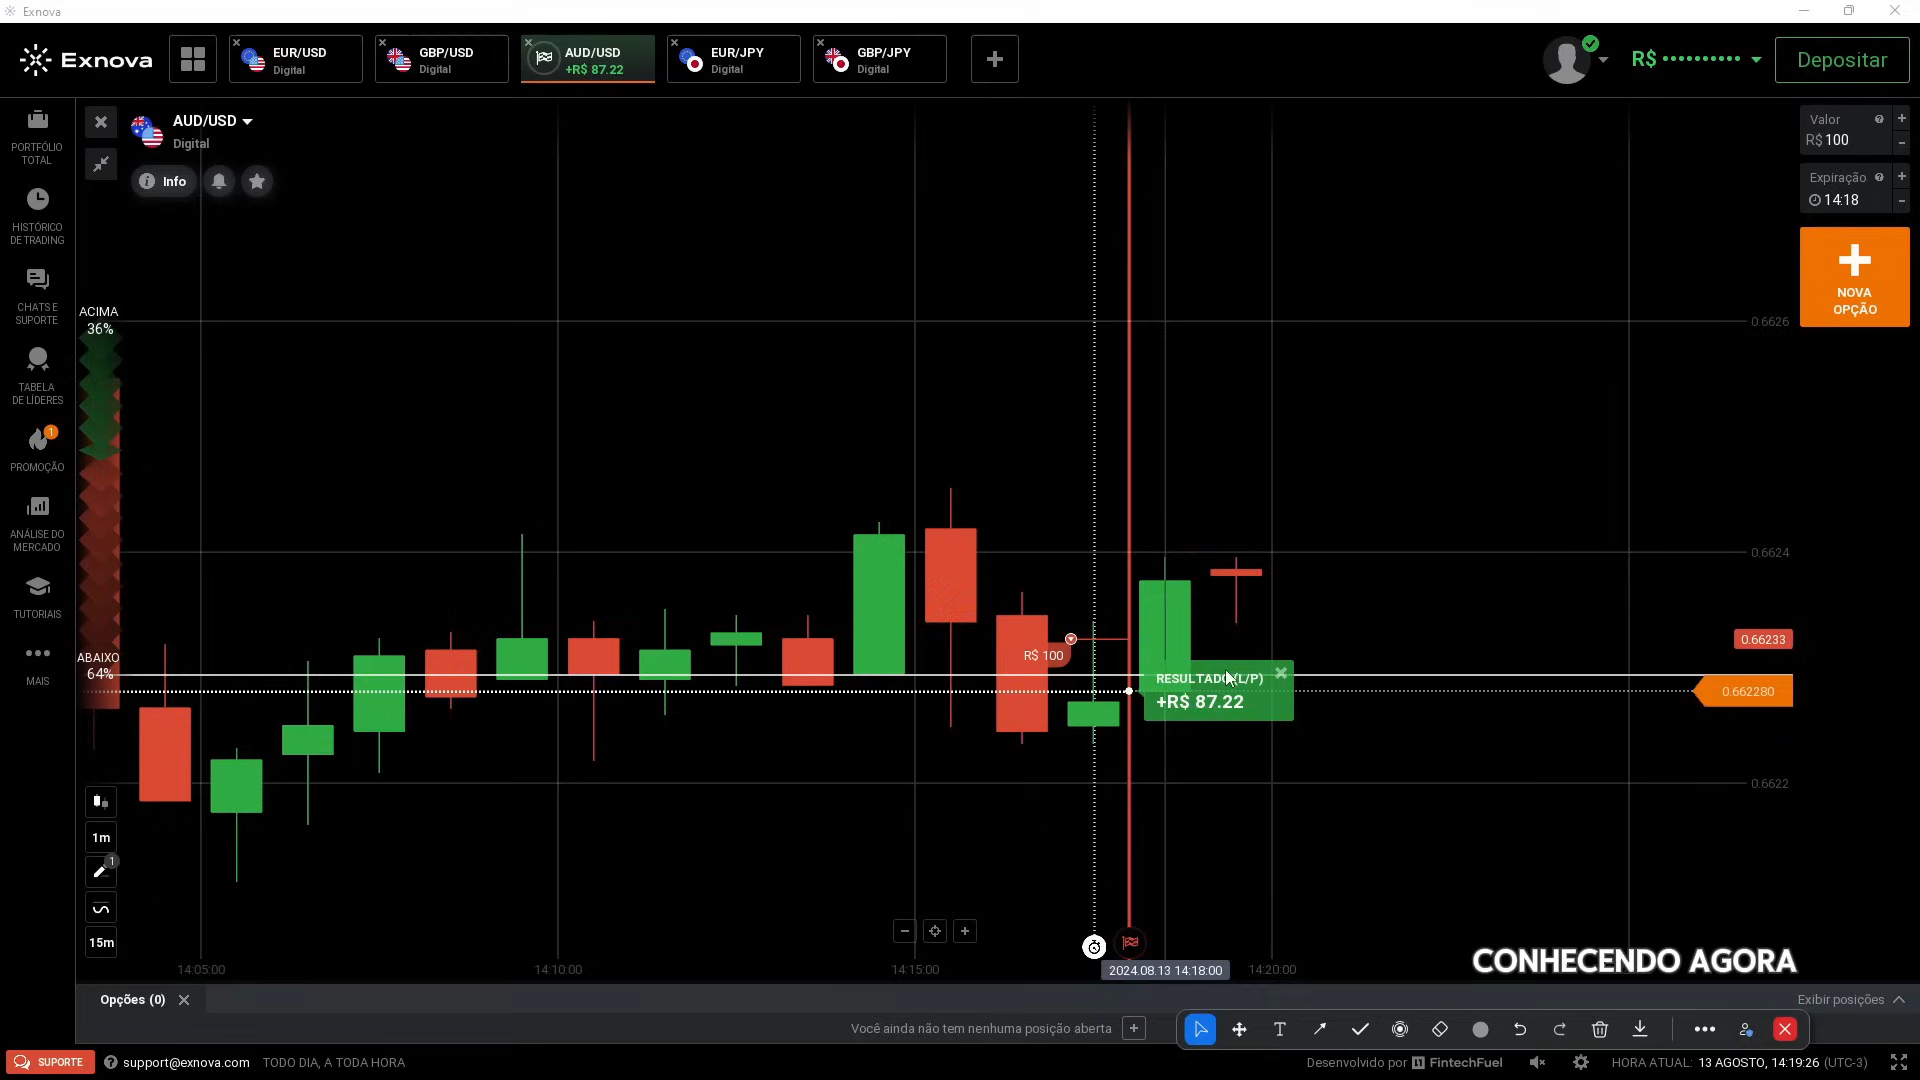 Exnova
Exnova
EUR/USD
Digital
GBP/USD
Digital
AUD/USD
+R$ 87.22
EUR/JPY
Digital
GBP/JPY
Digital
R$ ••••••••••
Depositar
PORTFÓLIO
TOTAL
HISTÓRICO
DE TRADING
CHATS E
SUPORTE
TABELA
DE LÍDERES
1
PROMOÇÃO
ANÁLISE DO
MERCADO
TUTORIAIS
MAIS
AUD/USD
Digital
Info
ACIMA
36%
ABAIXO
64%
1m
1
15m
Valor
R$ 100
Expiração
14:18
NOVA
OPÇÃO
0.6626
0.6624
0.66233
0.662280
0.6622
R$ 100
RESULTADO (L/P)
+R$ 87.22
14:05:00
14:10:00
14:15:00
2024.08.13 14:18:00
14:20:00
CONHECENDO AGORA
Opções (0)
Exibir posições
Você ainda não tem nenhuma posição aberta
SUPORTE
support@exnova.com
TODO DIA, A TODA HORA
Desenvolvido por FintechFuel
HORA ATUAL: 13 AGOSTO, 14:19:26 (UTC-3)